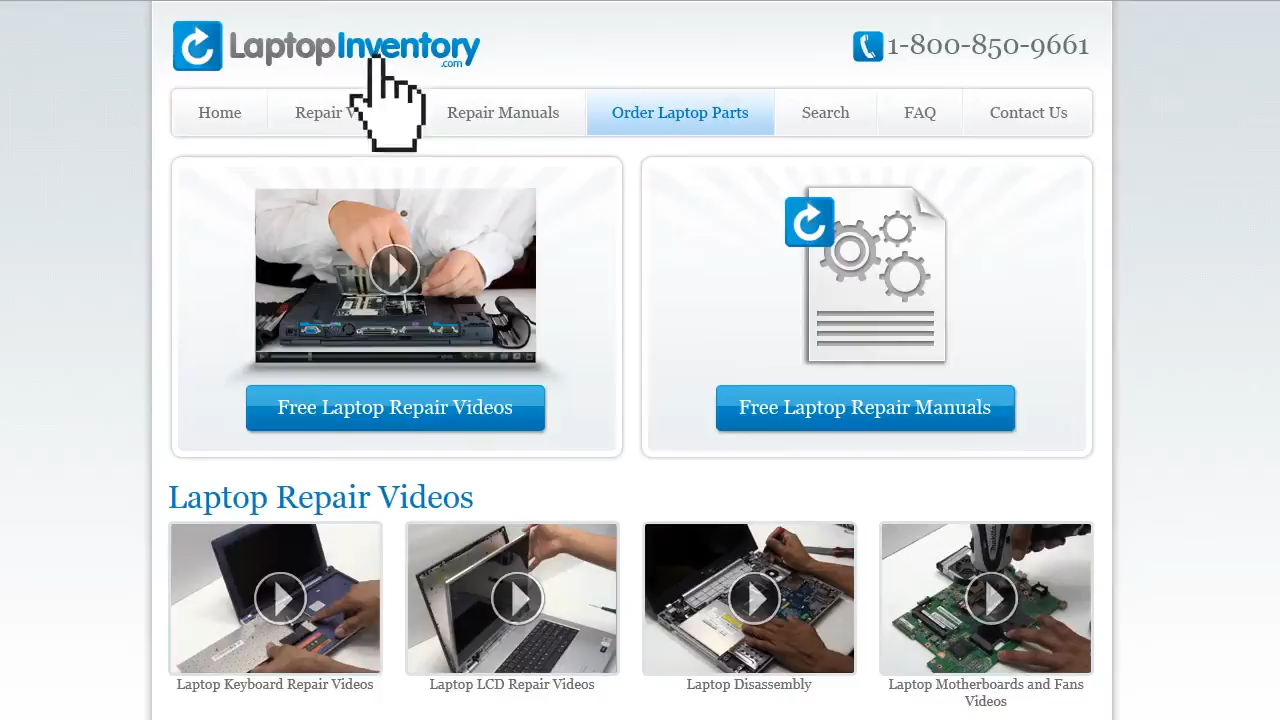 LaptopInventory
.com
1-800-850-9661
Home
Repair V
Repair Manuals
Order Laptop Parts
Search
FAQ
Contact Us
Free Laptop Repair Videos
Free Laptop Repair Manuals
Laptop Repair Videos
Laptop Keyboard Repair Videos
Laptop LCD Repair Videos
Laptop Disassembly
Laptop Motherboards and Fans
Videos